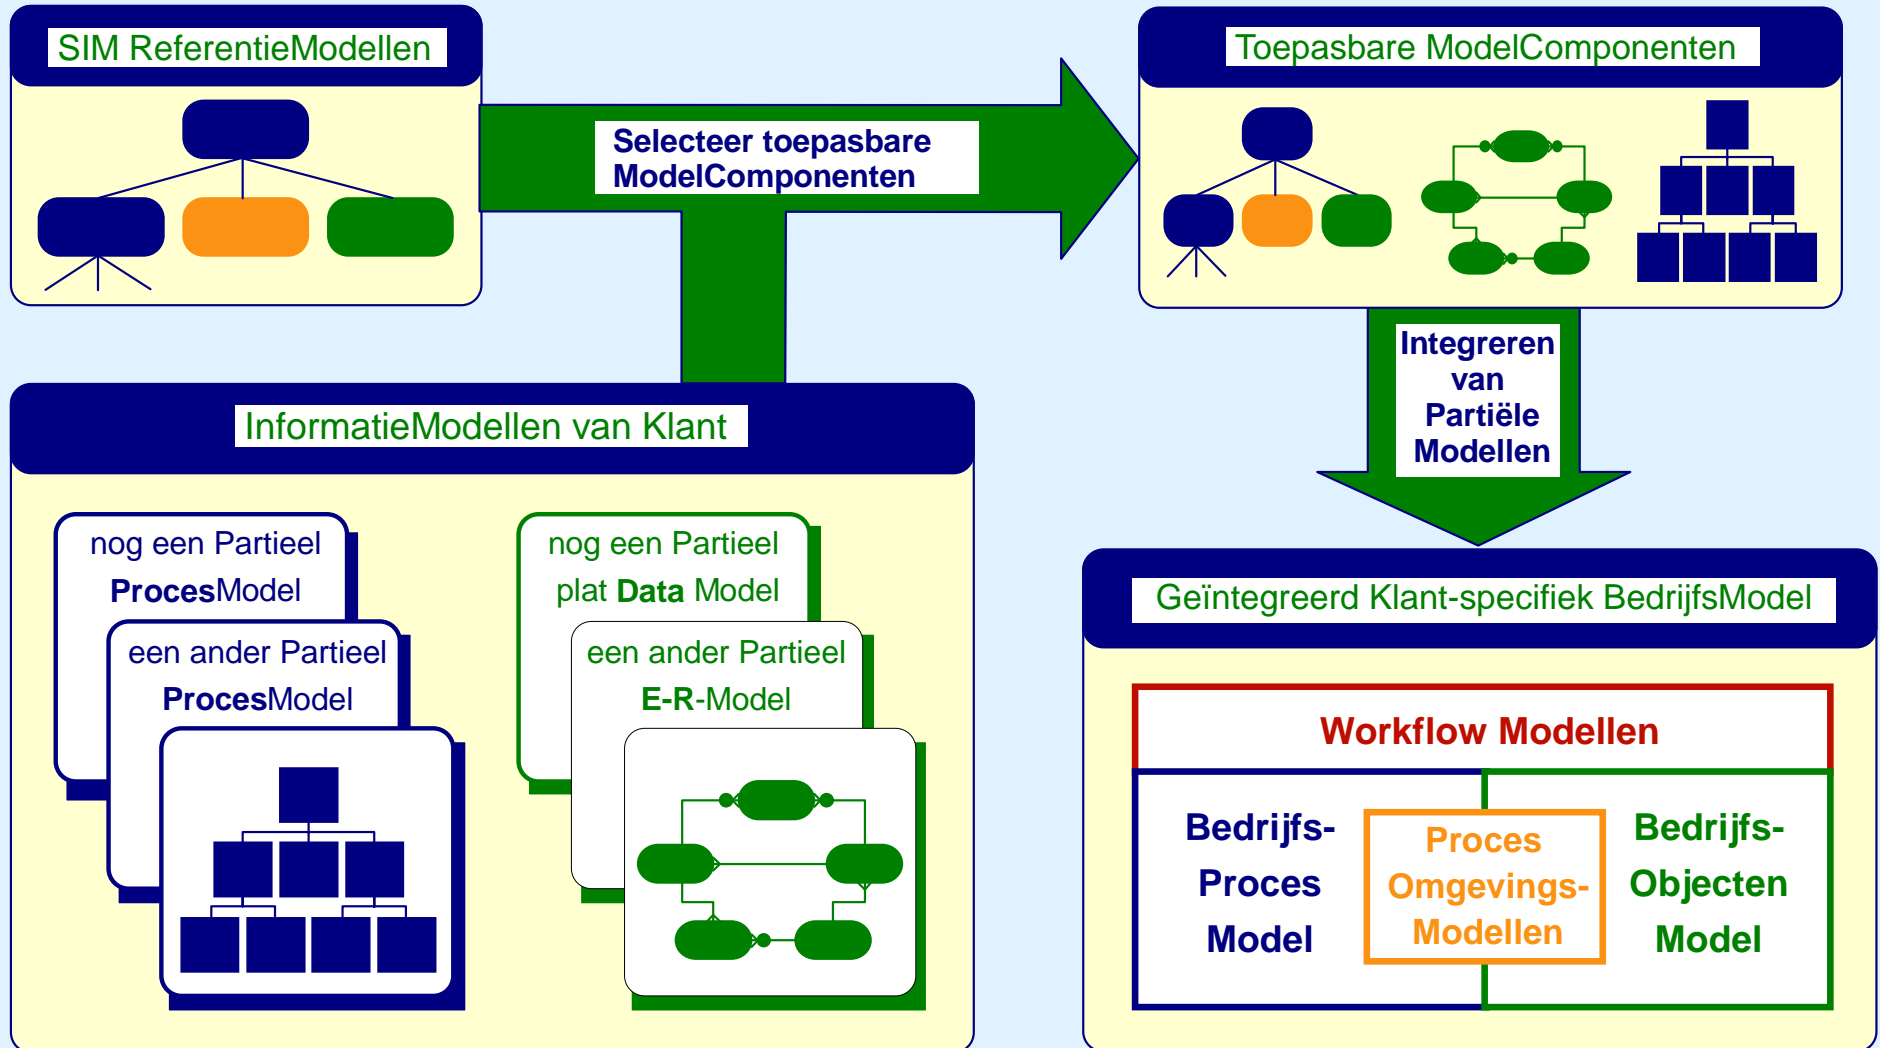 SIM ReferentieModellen
Selecteer toepasbare
ModelComponenten
Toepasbare ModelComponenten
Integreren
van
Partiële
Modellen
InformatieModellen van Klant
nog een Partieel
ProcesModel
een ander Partieel
ProcesModel
nog een Partieel
plat Data Model
een ander Partieel
E-R-Model
Geïntegreerd Klant-specifiek BedrijfsModel
Workflow Modellen
Bedrijfs-
Proces
Model
Proces
Omgevings-
Modellen
Bedrijfs-
Objecten
Model